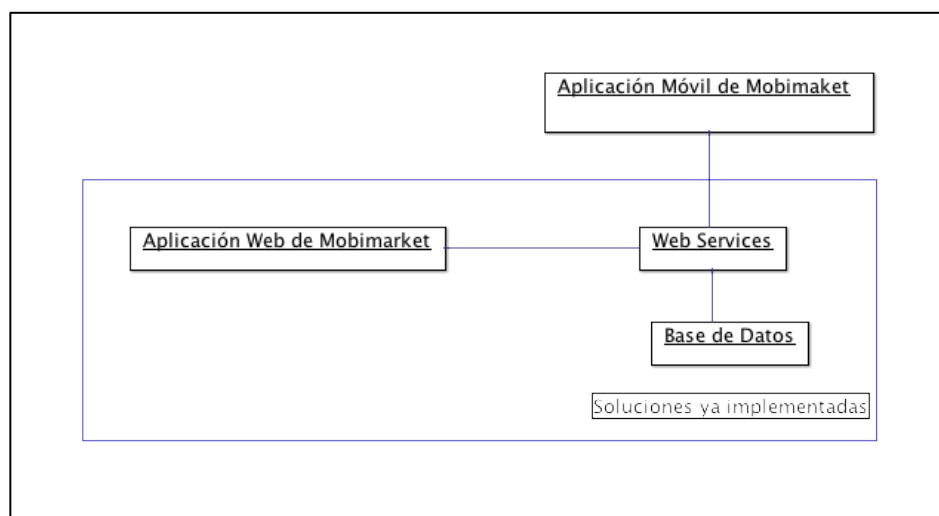 Aplicación Móvil de Mobimaket
Aplicación Web de Mobimarket
Web Services
Base de Datos
Soluciones ya implementadas